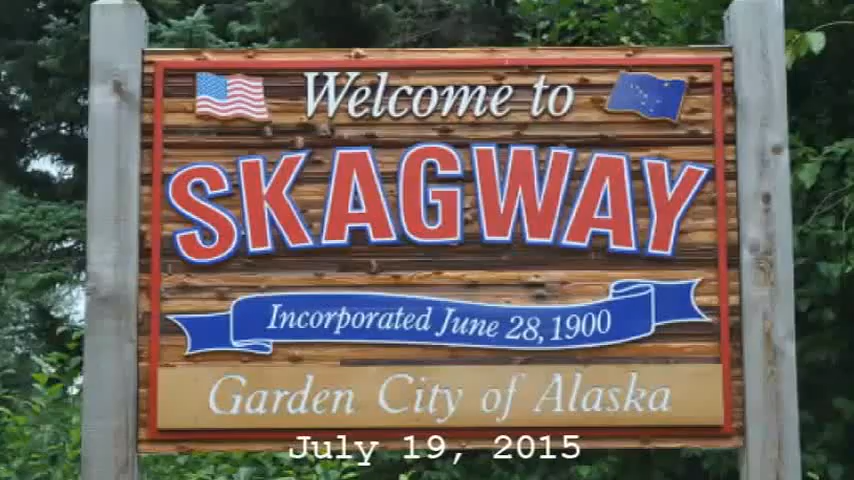 Welcome to
SKAGWAY
Incorporated June 28, 1900
Garden City of Alaska
July 19, 2015